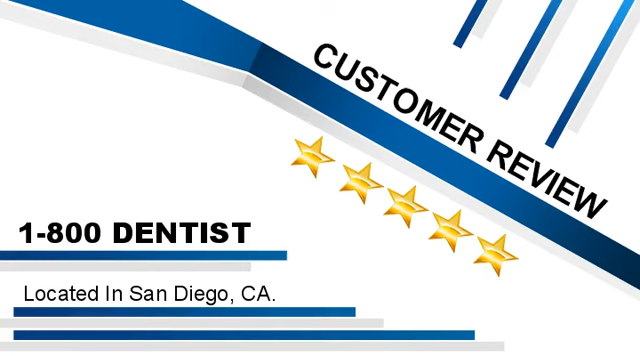 CUSTOMER REVIEW
1-800 DENTIST
Located In San Diego, CA.